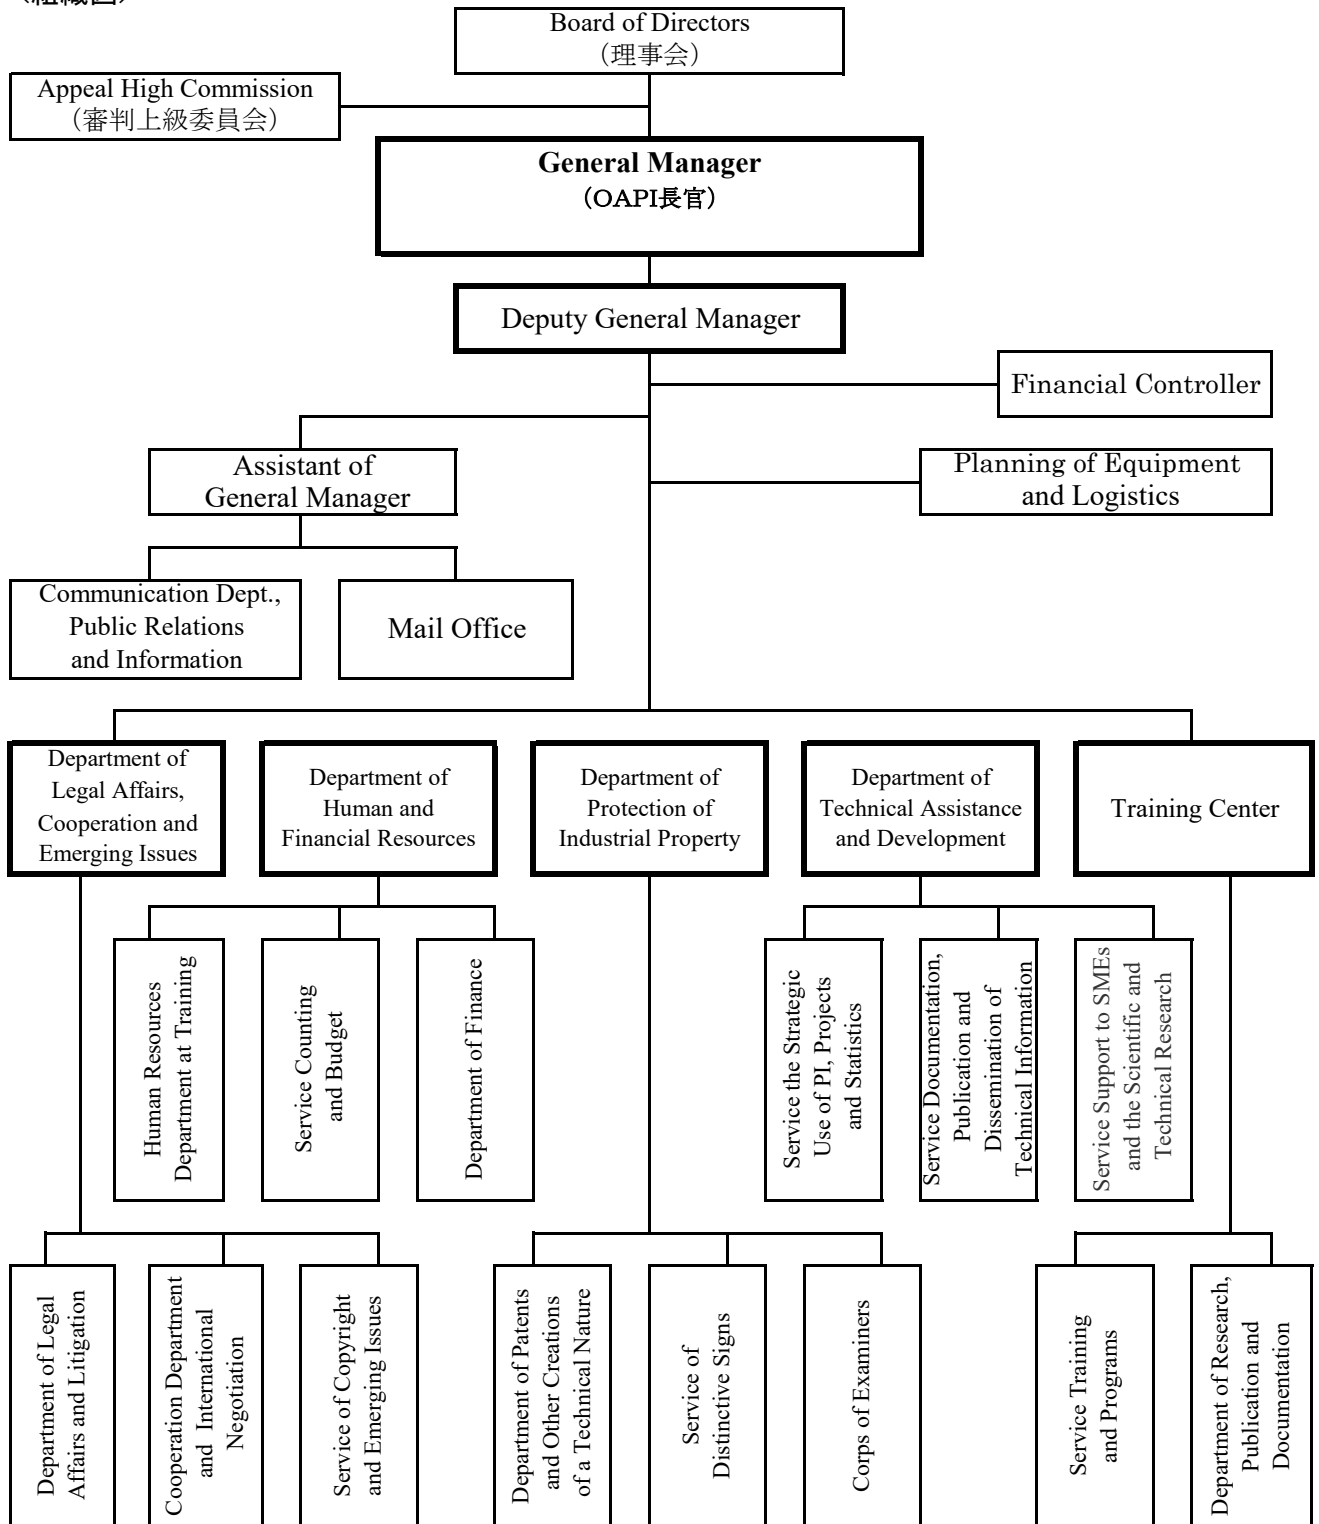 （組織図）
Board of Directors
（理事会）
Appeal High Commission
（審判上級委員会）
General Manager
（OAPI長官）
Deputy General Manager
Financial Controller
Assistant of
General Manager
Planning of Equipment
and Logistics
Communication Dept.,
Public Relations
and Information
Mail Office
Department of
Legal Affairs,
Cooperation and
Emerging Issues
Department of
Human and
Financial Resources
Department of
Protection of
Industrial Property
Department of
Technical Assistance
and Development
Training Center
Human Resources
Department at Training
Service Counting
and Budget
Department of Finance
Service the Strategic
Use of PI, Projects
and Statistics
Service Documentation,
Publication and
Dissemination of
Technical Information
Service Support to SMEs
and the Scientific and
Technical Research
Department of Legal
Affairs and Litigation
Cooperation Department
and International
Negotiation
Service of Copyright
and Emerging Issues
Department of Patents
and Other Creations
of a Technical Nature
Service of
Distinctive Signs
Corps of Examiners
Service Training
and Programs
Department of Research,
Publication and
Documentation